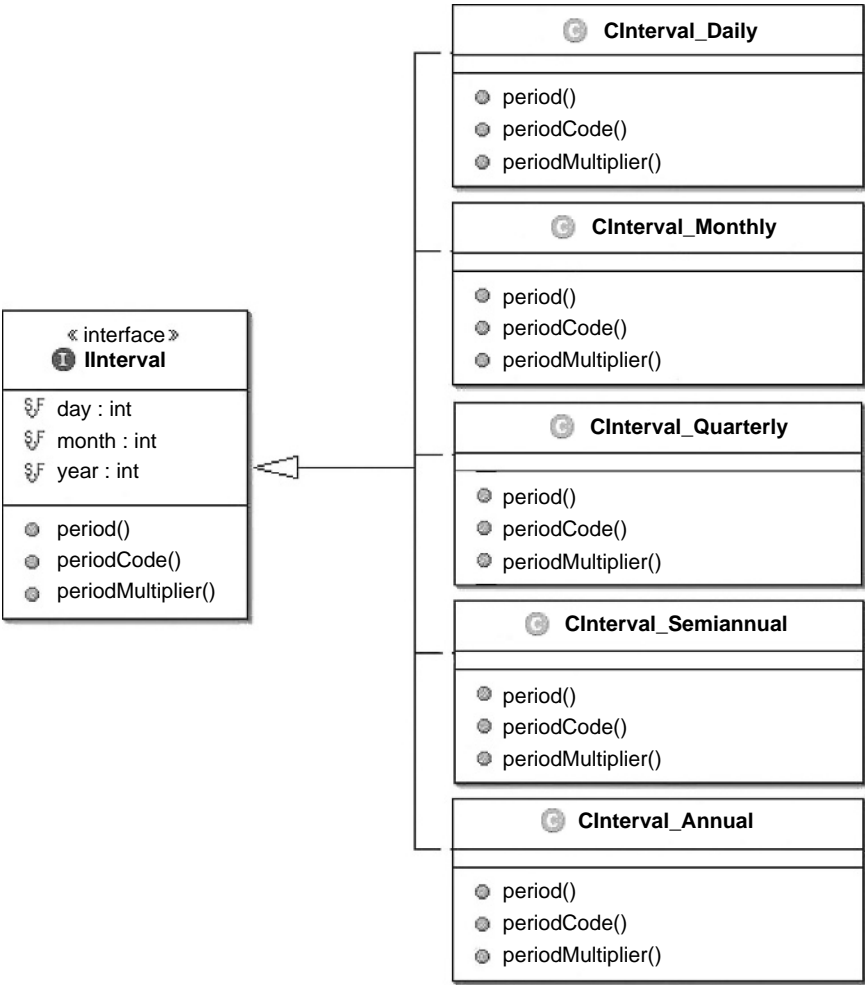 « interface »
I IInterval
S F day : int
S F month : int
S F year : int
period()
periodCode()
periodMultiplier()
C CInterval_Daily
period()
periodCode()
periodMultiplier()
C CInterval_Monthly
period()
periodCode()
periodMultiplier()
C CInterval_Quarterly
period()
periodCode()
periodMultiplier()
C CInterval_Semiannual
period()
periodCode()
periodMultiplier()
C CInterval_Annual
period()
periodCode()
periodMultiplier()